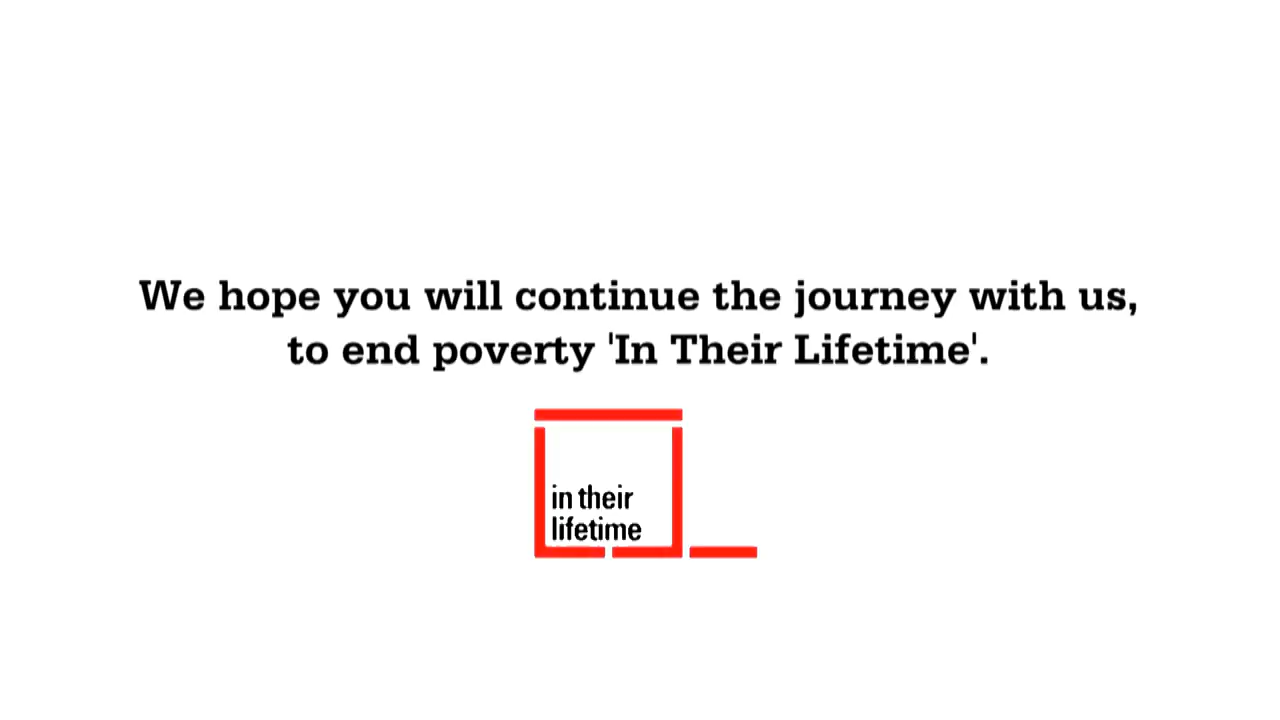 We hope you will continue the journey with us,
to end poverty 'In Their Lifetime'.
in their
lifetime